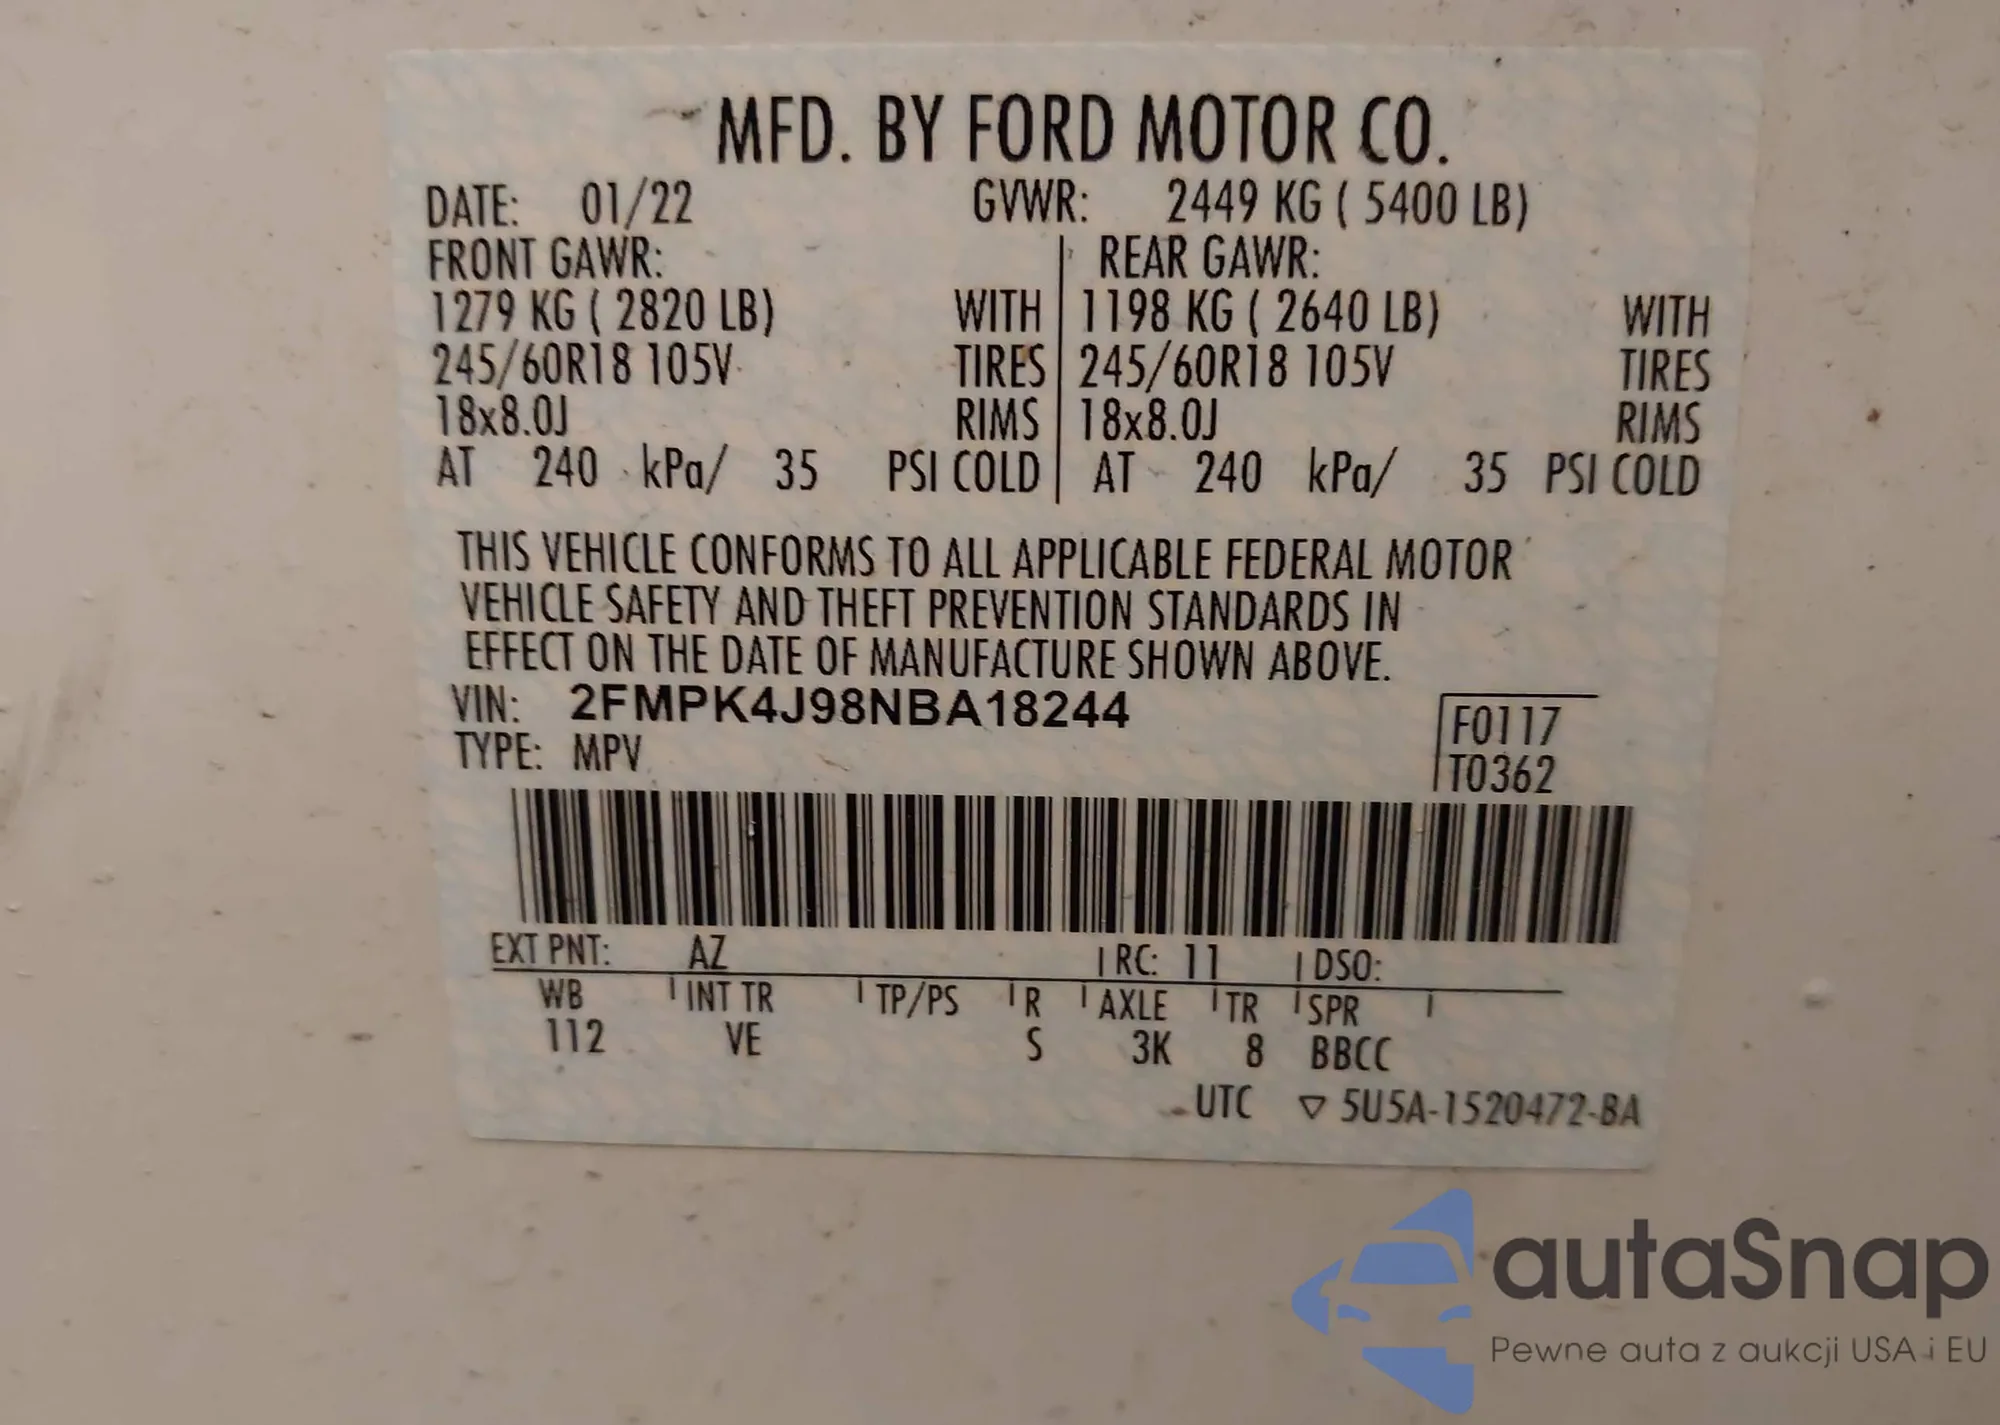 MFD. BY FORD MOTOR CO.
DATE: 01/22 GVWR: 2449 KG ( 5400 LB)
FRONT GAWR: REAR GAWR:
1279 KG ( 2820 LB) WITH 1198 KG ( 2640 LB) WITH
245/60R18 105V TIRES 245/60R18 105V TIRES
18x8.0J RIMS 18x8.0J RIMS
AT 240 kPa/ 35 PSI COLD AT 240 kPa/ 35 PSI COLD
THIS VEHICLE CONFORMS TO ALL APPLICABLE FEDERAL MOTOR
VEHICLE SAFETY AND THEFT PREVENTION STANDARDS IN
EFFECT ON THE DATE OF MANUFACTURE SHOWN ABOVE.
VIN: 2FMPK4J98NBA18244 F0117
TYPE: MPV T0362
EXT PNT: AZ RC: 11 DSO:
WB INT TR TP/PS R AXLE TR SPR
112 VE S 3K 8 BBCC
UTC ▽ 5U5A-1520472-BA
autaSnap
Pewne auta z aukcji USA i EU